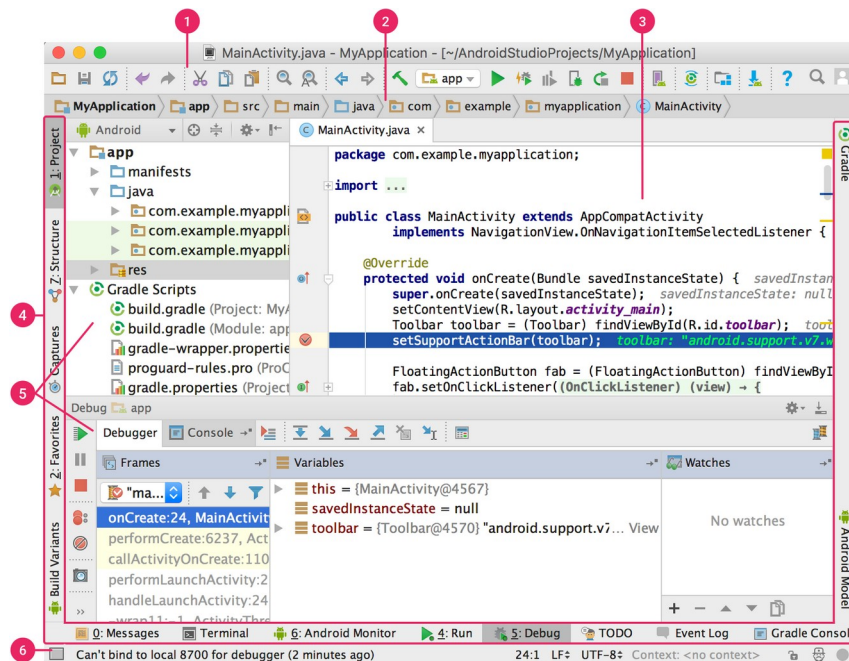 1
2
3
MainActivity.java - MyApplication - [~/AndroidStudioProjects/MyApplication]
app
?
MyApplication app src main java com example myapplication C MainActivity
1: Project
Z: Structure
Captures
2: Favorites
Build Variants
Android
app
manifests
java
com.example.myappli
com.example.myappli
com.example.myappli
res
Gradle Scripts
build.gradle (Project: MyA
build.gradle (Module: app
gradle-wrapper.propertie
proguard-rules.pro (ProC
gradle.properties (Project
C MainActivity.java ×
package com.example.myapplication;
import ...
public class MainActivity extends AppCompatActivity
implements NavigationView.OnNavigationItemSelectedListener {
@Override
protected void onCreate(Bundle savedInstanceState) { savedInstan
super.onCreate(savedInstanceState); savedInstanceState: null
setContentView(R.layout.activity_main);
Toolbar toolbar = (Toolbar) findViewById(R.id.toolbar); too
setSupportActionBar(toolbar); toolbar: "android.support.v7.w
FloatingActionButton fab = (FloatingActionButton) findViewByI
fab.setOnClickListener((OnClickListener) (view) → {
Gradle
Android Model
4
5
6
Debug app
Debugger Console
Frames
Variables
Watches
"ma...
onCreate:24, MainActivit
performCreate:6237, Act
callActivityOnCreate:110
performLaunchActivity:2
handleLaunchActivity:24
-wrap11:-1, ActivityThre
this = {MainActivity@4567}
savedInstanceState = null
toolbar = {Toolbar@4570} "android.support.v7... View
No watches
0: Messages Terminal 6: Android Monitor 4: Run 5: Debug TODO Event Log Gradle Consol
Can't bind to local 8700 for debugger (2 minutes ago) 24:1 LF÷ UTF-8÷ Context: <no context>